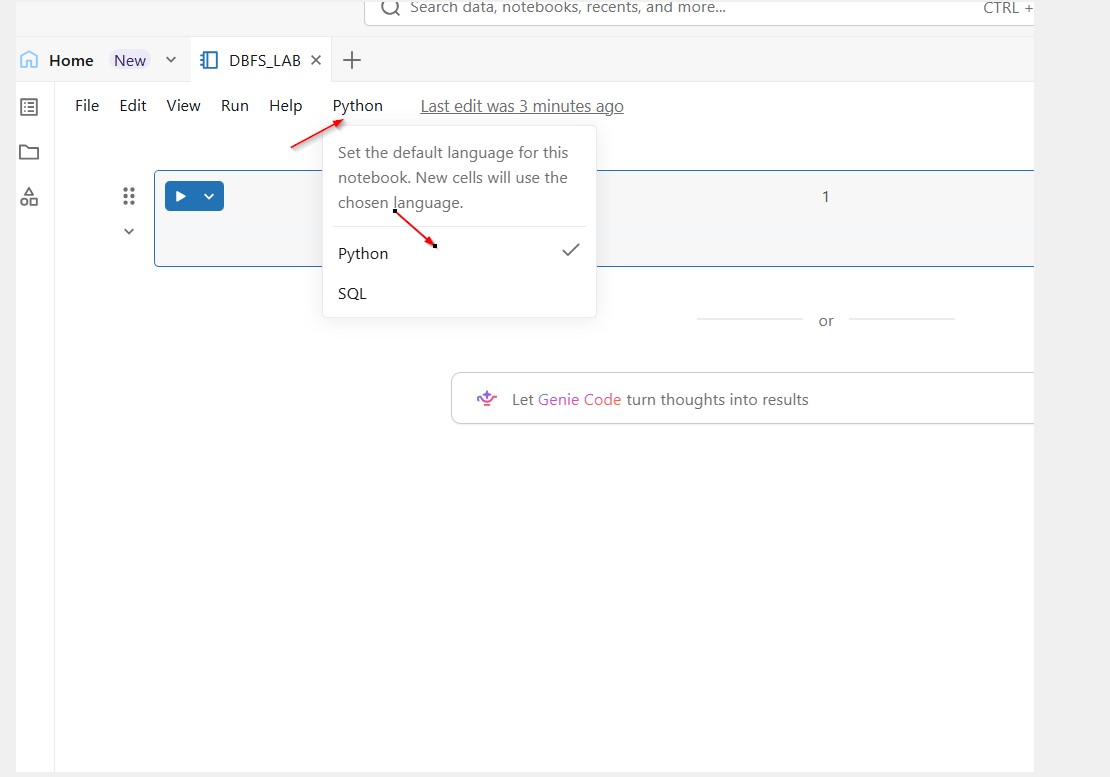 Search data, notebooks, recents, and more... CTRL +
Home New DBFS_LAB
File Edit View Run Help Python Last edit was 3 minutes ago
Set the default language for this
notebook. New cells will use the
chosen language.
1
Python
SQL
or
Let Genie Code turn thoughts into results